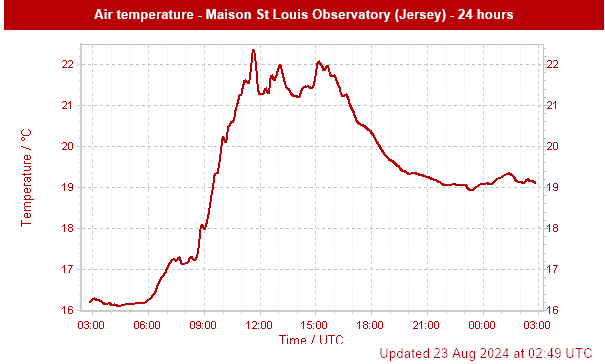 Air temperature - Maison St Louis Observatory (Jersey) - 24 hours
Temperature / °C
22 22
21 21
20 20
19 19
18 18
17 17
16 16
03:00 06:00 09:00 12:00 15:00 18:00 21:00 00:00 03:00
Time / UTC
Updated 23 Aug 2024 at 02:49 UTC